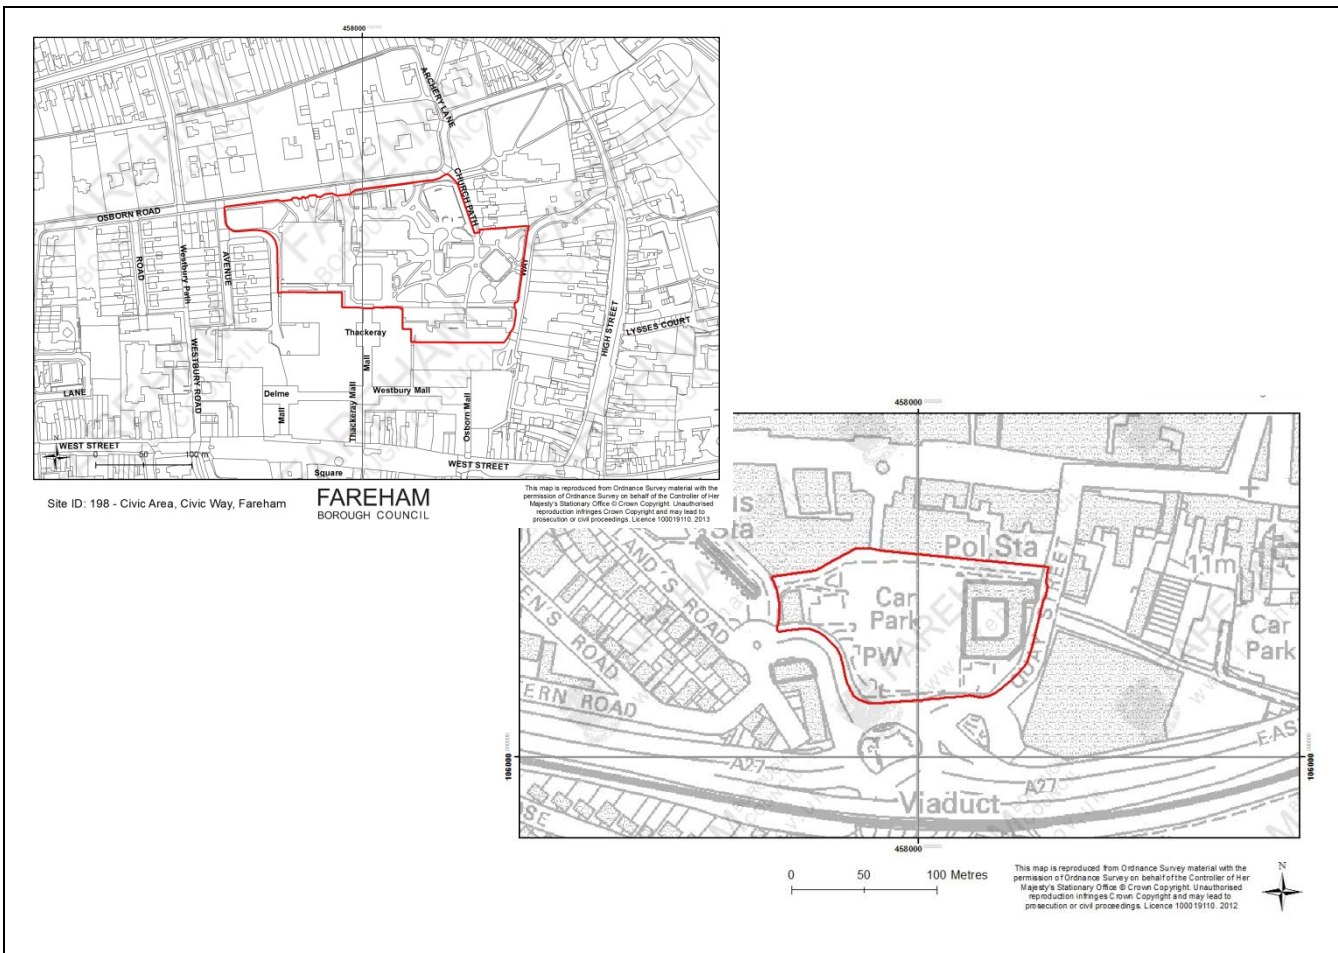 458000
ARCHERY LANE
CHURCH PATH
OSBORN ROAD
ROAD
Westbury Path
AVENUE
WAY
HIGH STREET
LYSSES COURT
Thackeray
Mall
WESTBURY ROAD
LANE
Delme
Mall
Thackeray Mall
Westbury Mall
Osborn Mall
WEST STREET
0 50 100 m
WEST STREET
Square
Site ID: 198 - Civic Area, Civic Way, Fareham
FAREHAM
BOROUGH COUNCIL
This map is reproduced from Ordnance Survey material with the
permission of Ordnance Survey on behalf of the Controller of Her
Majesty's Stationary Office © Crown Copyright. Unauthorised
reproduction infringes Crown Copyright and may lead to
prosecution or civil proceedings. Licence 100019110. 2013
458000
us
Sta
AND'S ROAD
EN'S ROAD
ERN ROAD
Pol Sta
QUAY STREET
11m
Car
Park
Car
Park
PW
106000
A27
A27
EAS
106000
Viaduct
SE
458000
0 50 100 Metres
This map is reproduced from Ordnance Survey material with the
permission of Ordnance Survey on behalf of the Controller of Her
Majesty's Stationary Office © Crown Copyright. Unauthorised
reproduction infringes Crown Copyright and may lead to
prosecution or civil proceedings. Licence 100019110. 2012
N